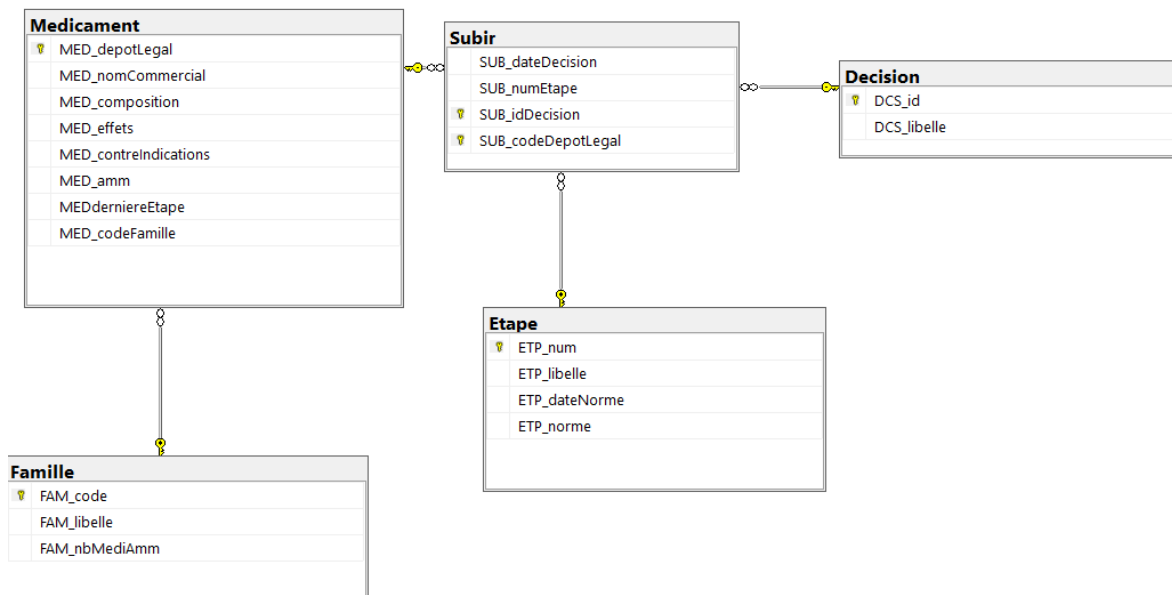 Medicament
MED_depotLegal
MED_nomCommercial
MED_composition
MED_effets
MED_contreIndications
MED_amm
MEDderniereEtape
MED_codeFamille
Subir
SUB_dateDecision
SUB_numEtape
SUB_idDecision
SUB_codeDepotLegal
Decision
DCS_id
DCS_libelle
Etape
ETP_num
ETP_libelle
ETP_dateNorme
ETP_norme
Famille
FAM_code
FAM_libelle
FAM_nbMediAmm